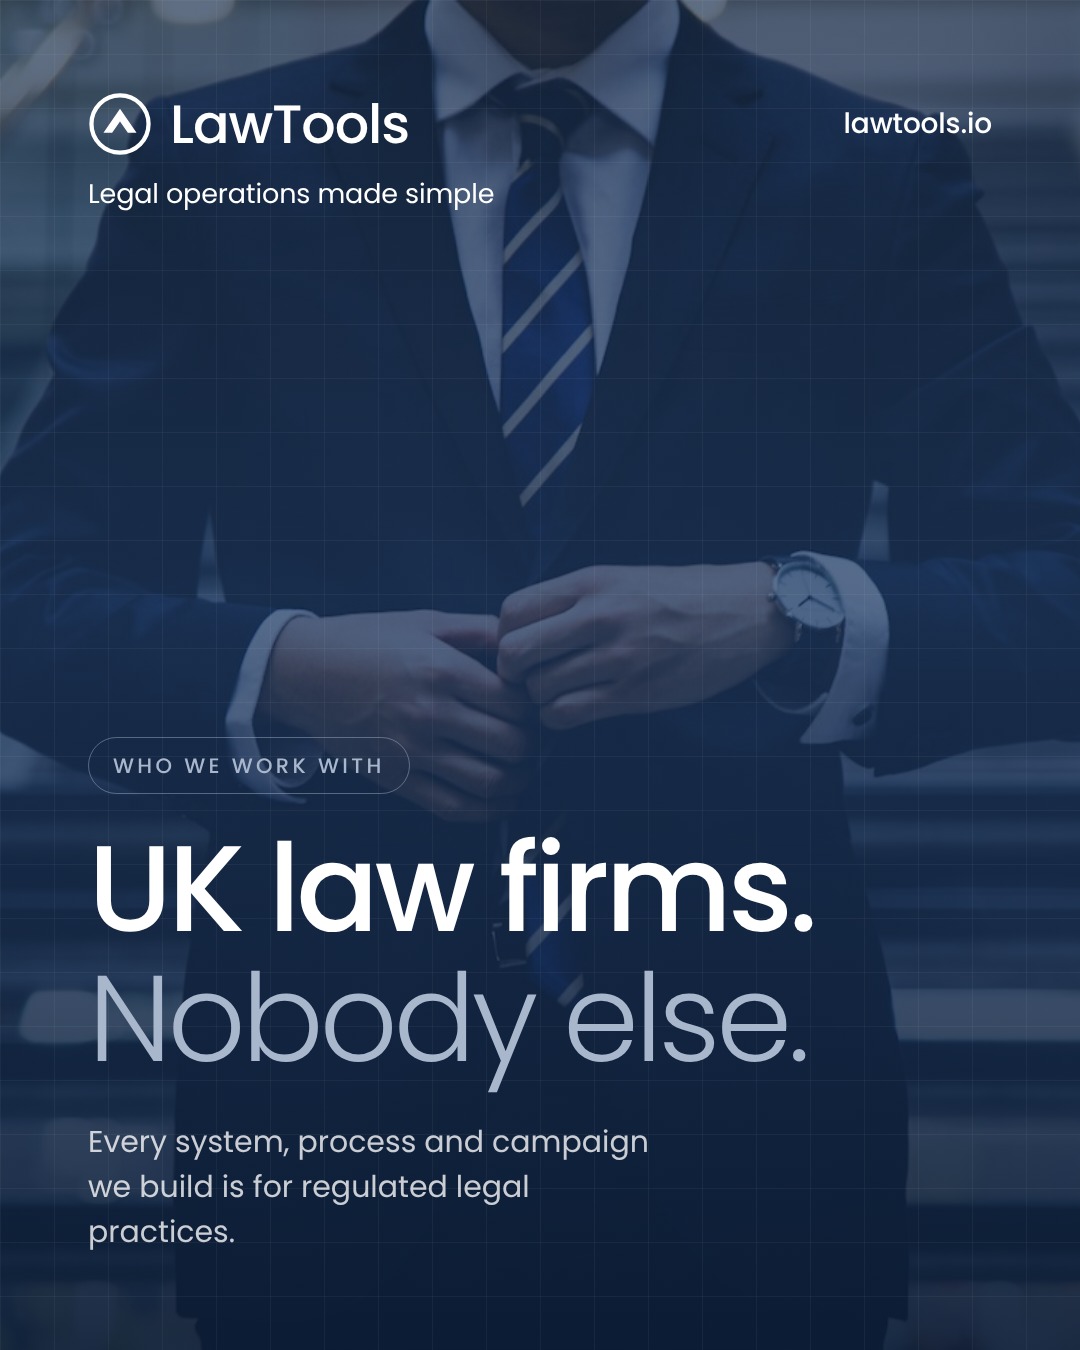 LawTools
lawtools.io
Legal operations made simple
WHO WE WORK WITH
UK law firms.
Nobody else.
Every system, process and campaign
we build is for regulated legal
practices.